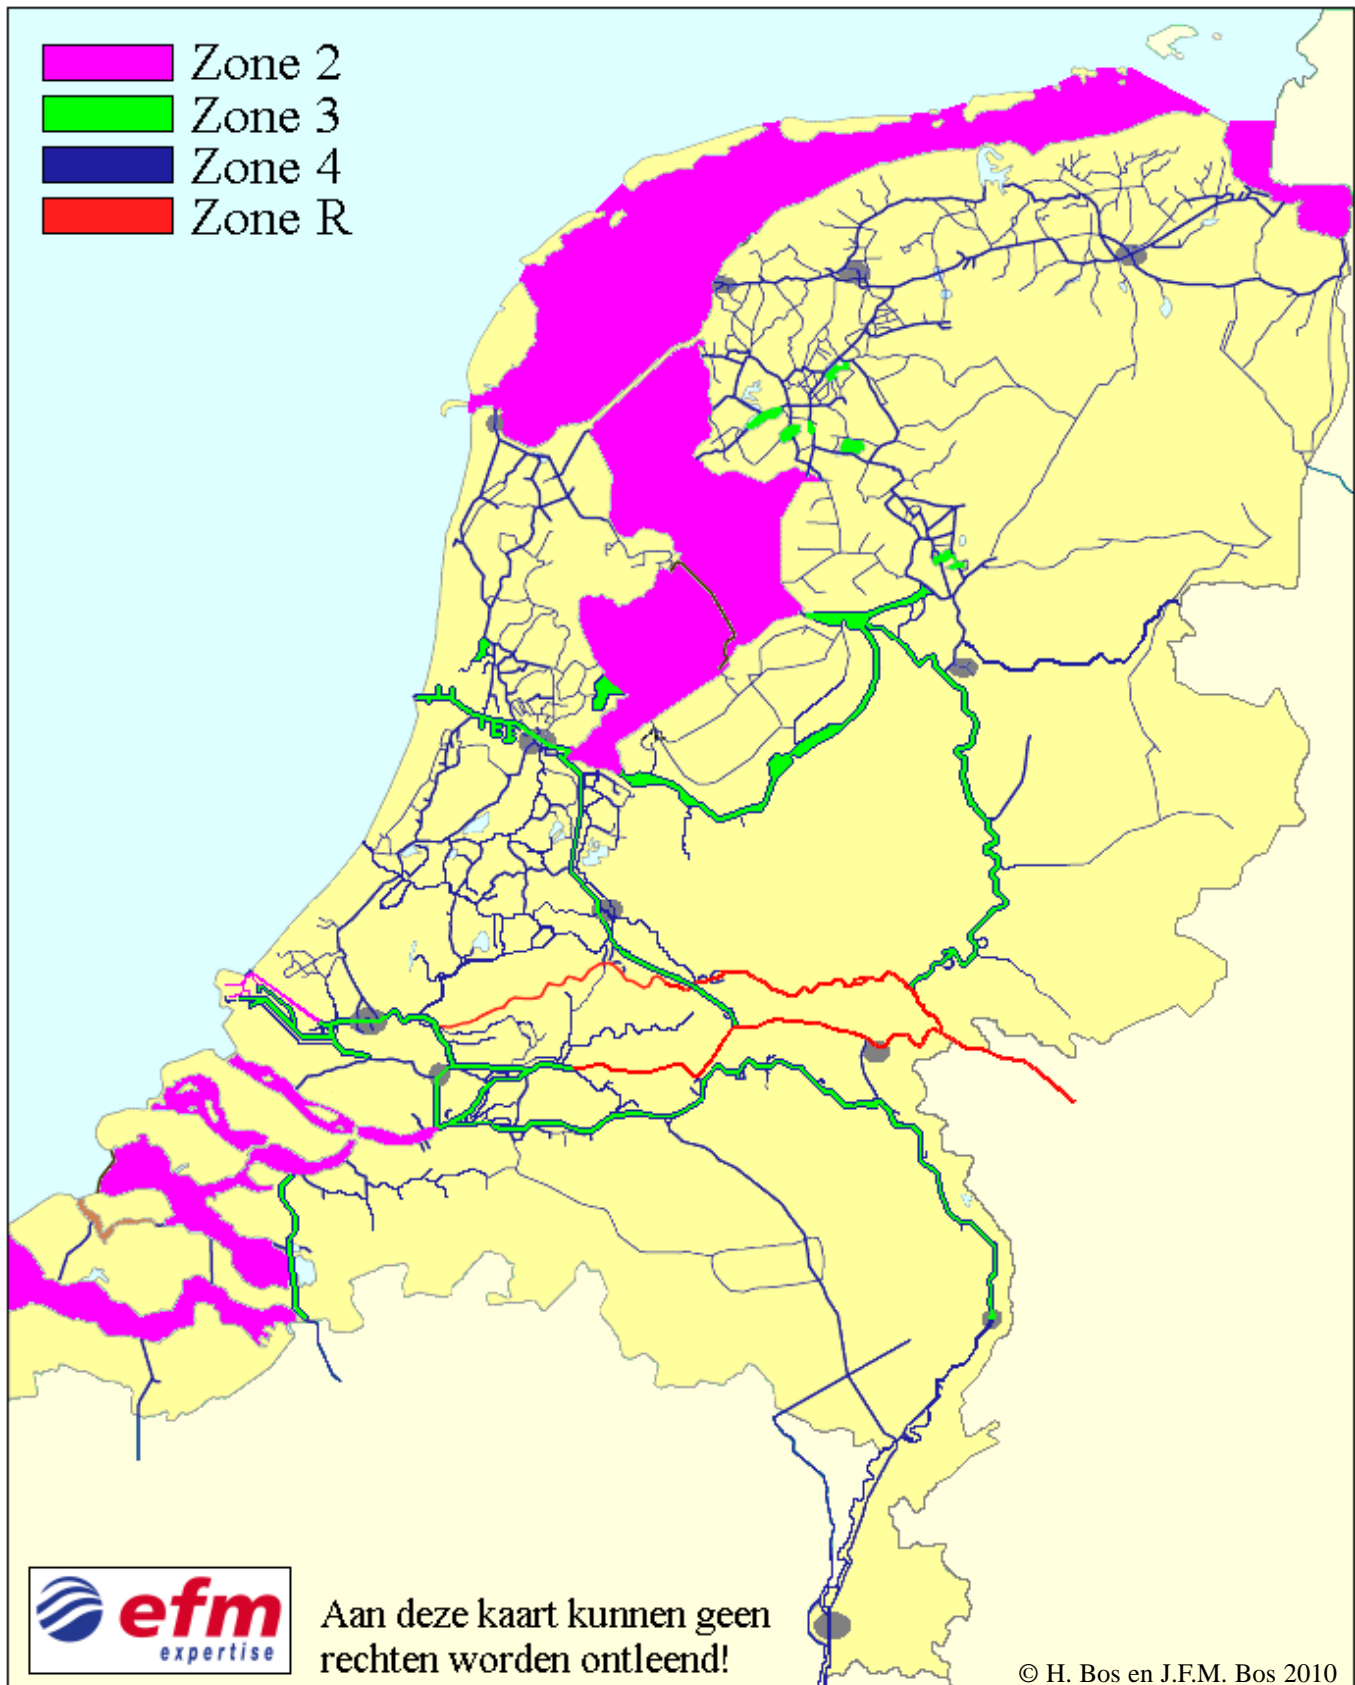 Zone 2
Zone 3
Zone 4
Zone R
efm
expertise
Aan deze kaart kunnen geen
rechten worden ontleend!
© H. Bos en J.F.M. Bos 2010